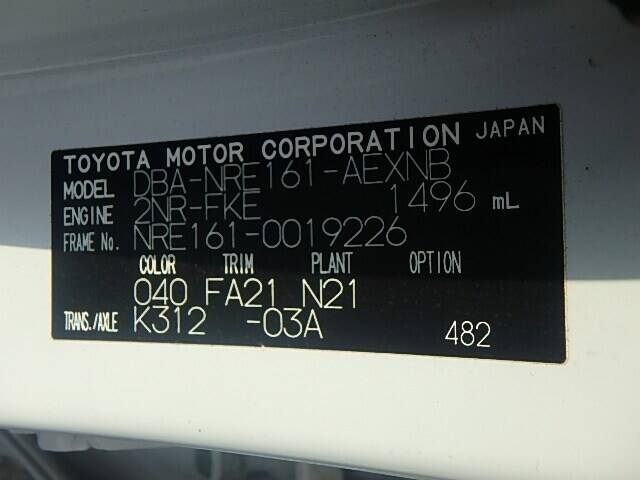 TOYOTA MOTOR CORPORATION JAPAN
MODEL DBA-NRE161-AEXNB
ENGINE 2NR-FKE 1496 mL
FRAME No. NRE161-0019226
COLOR TRIM PLANT OPTION
040 FA21 N21
TRANS./AXLE K312 -03A 482